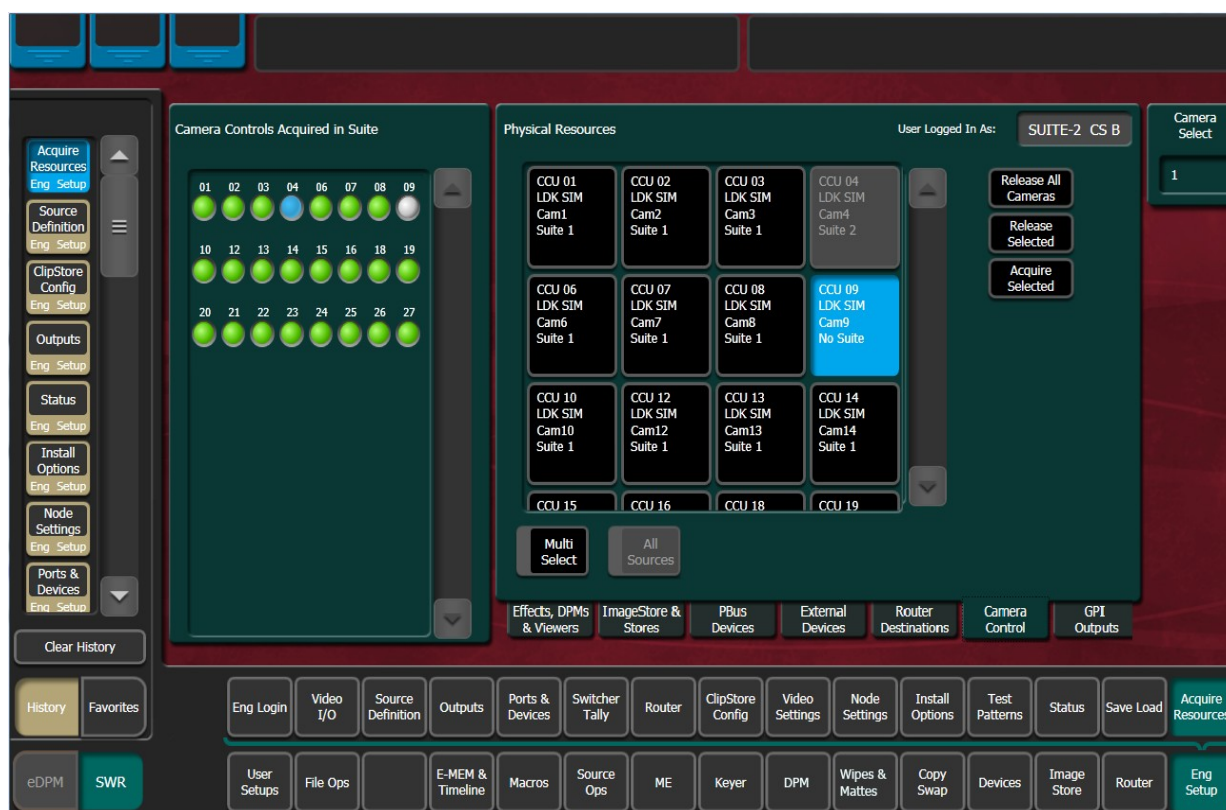 Camera Controls Acquired in Suite
01 02 03 04 06 07 08 09
10 12 13 14 15 16 18 19
20 21 22 23 24 25 26 27
Physical Resources
User Logged In As:
SUITE-2 CS B
CCU 01
LDK SIM
Cam1
Suite 1
CCU 02
LDK SIM
Cam2
Suite 1
CCU 03
LDK SIM
Cam3
Suite 1
CCU 04
LDK SIM
Cam4
Suite 2
CCU 06
LDK SIM
Cam6
Suite 1
CCU 07
LDK SIM
Cam7
Suite 1
CCU 08
LDK SIM
Cam8
Suite 1
CCU 09
LDK SIM
Cam9
No Suite
CCU 10
LDK SIM
Cam10
Suite 1
CCU 12
LDK SIM
Cam12
Suite 1
CCU 13
LDK SIM
Cam13
Suite 1
CCU 14
LDK SIM
Cam14
Suite 1
CCU 15
CCU 16
CCU 18
CCU 19
Multi
Select
All
Sources
Release All
Cameras
Release
Selected
Acquire
Selected
Camera
Select
1
Effects, DPMs
& Viewers
ImageStore &
Stores
PBus
Devices
External
Devices
Router
Destinations
Camera
Control
GPI
Outputs
Acquire
Resources
Eng Setup
Source
Definition
Eng Setup
ClipStore
Config
Eng Setup
Outputs
Eng Setup
Status
Eng Setup
Install
Options
Eng Setup
Node
Settings
Eng Setup
Ports &
Devices
Eng Setup
Clear History
History
Favorites
Eng Login
Video
I/O
Source
Definition
Outputs
Ports &
Devices
Switcher
Tally
Router
ClipStore
Config
Video
Settings
Node
Settings
Install
Options
Test
Patterns
Status
Save Load
Acquire
Resources
eDPM
SWR
User
Setups
File Ops
E-MEM &
Timeline
Macros
Source
Ops
ME
Keyer
DPM
Wipes &
Mattes
Copy
Swap
Devices
Image
Store
Router
Eng
Setup